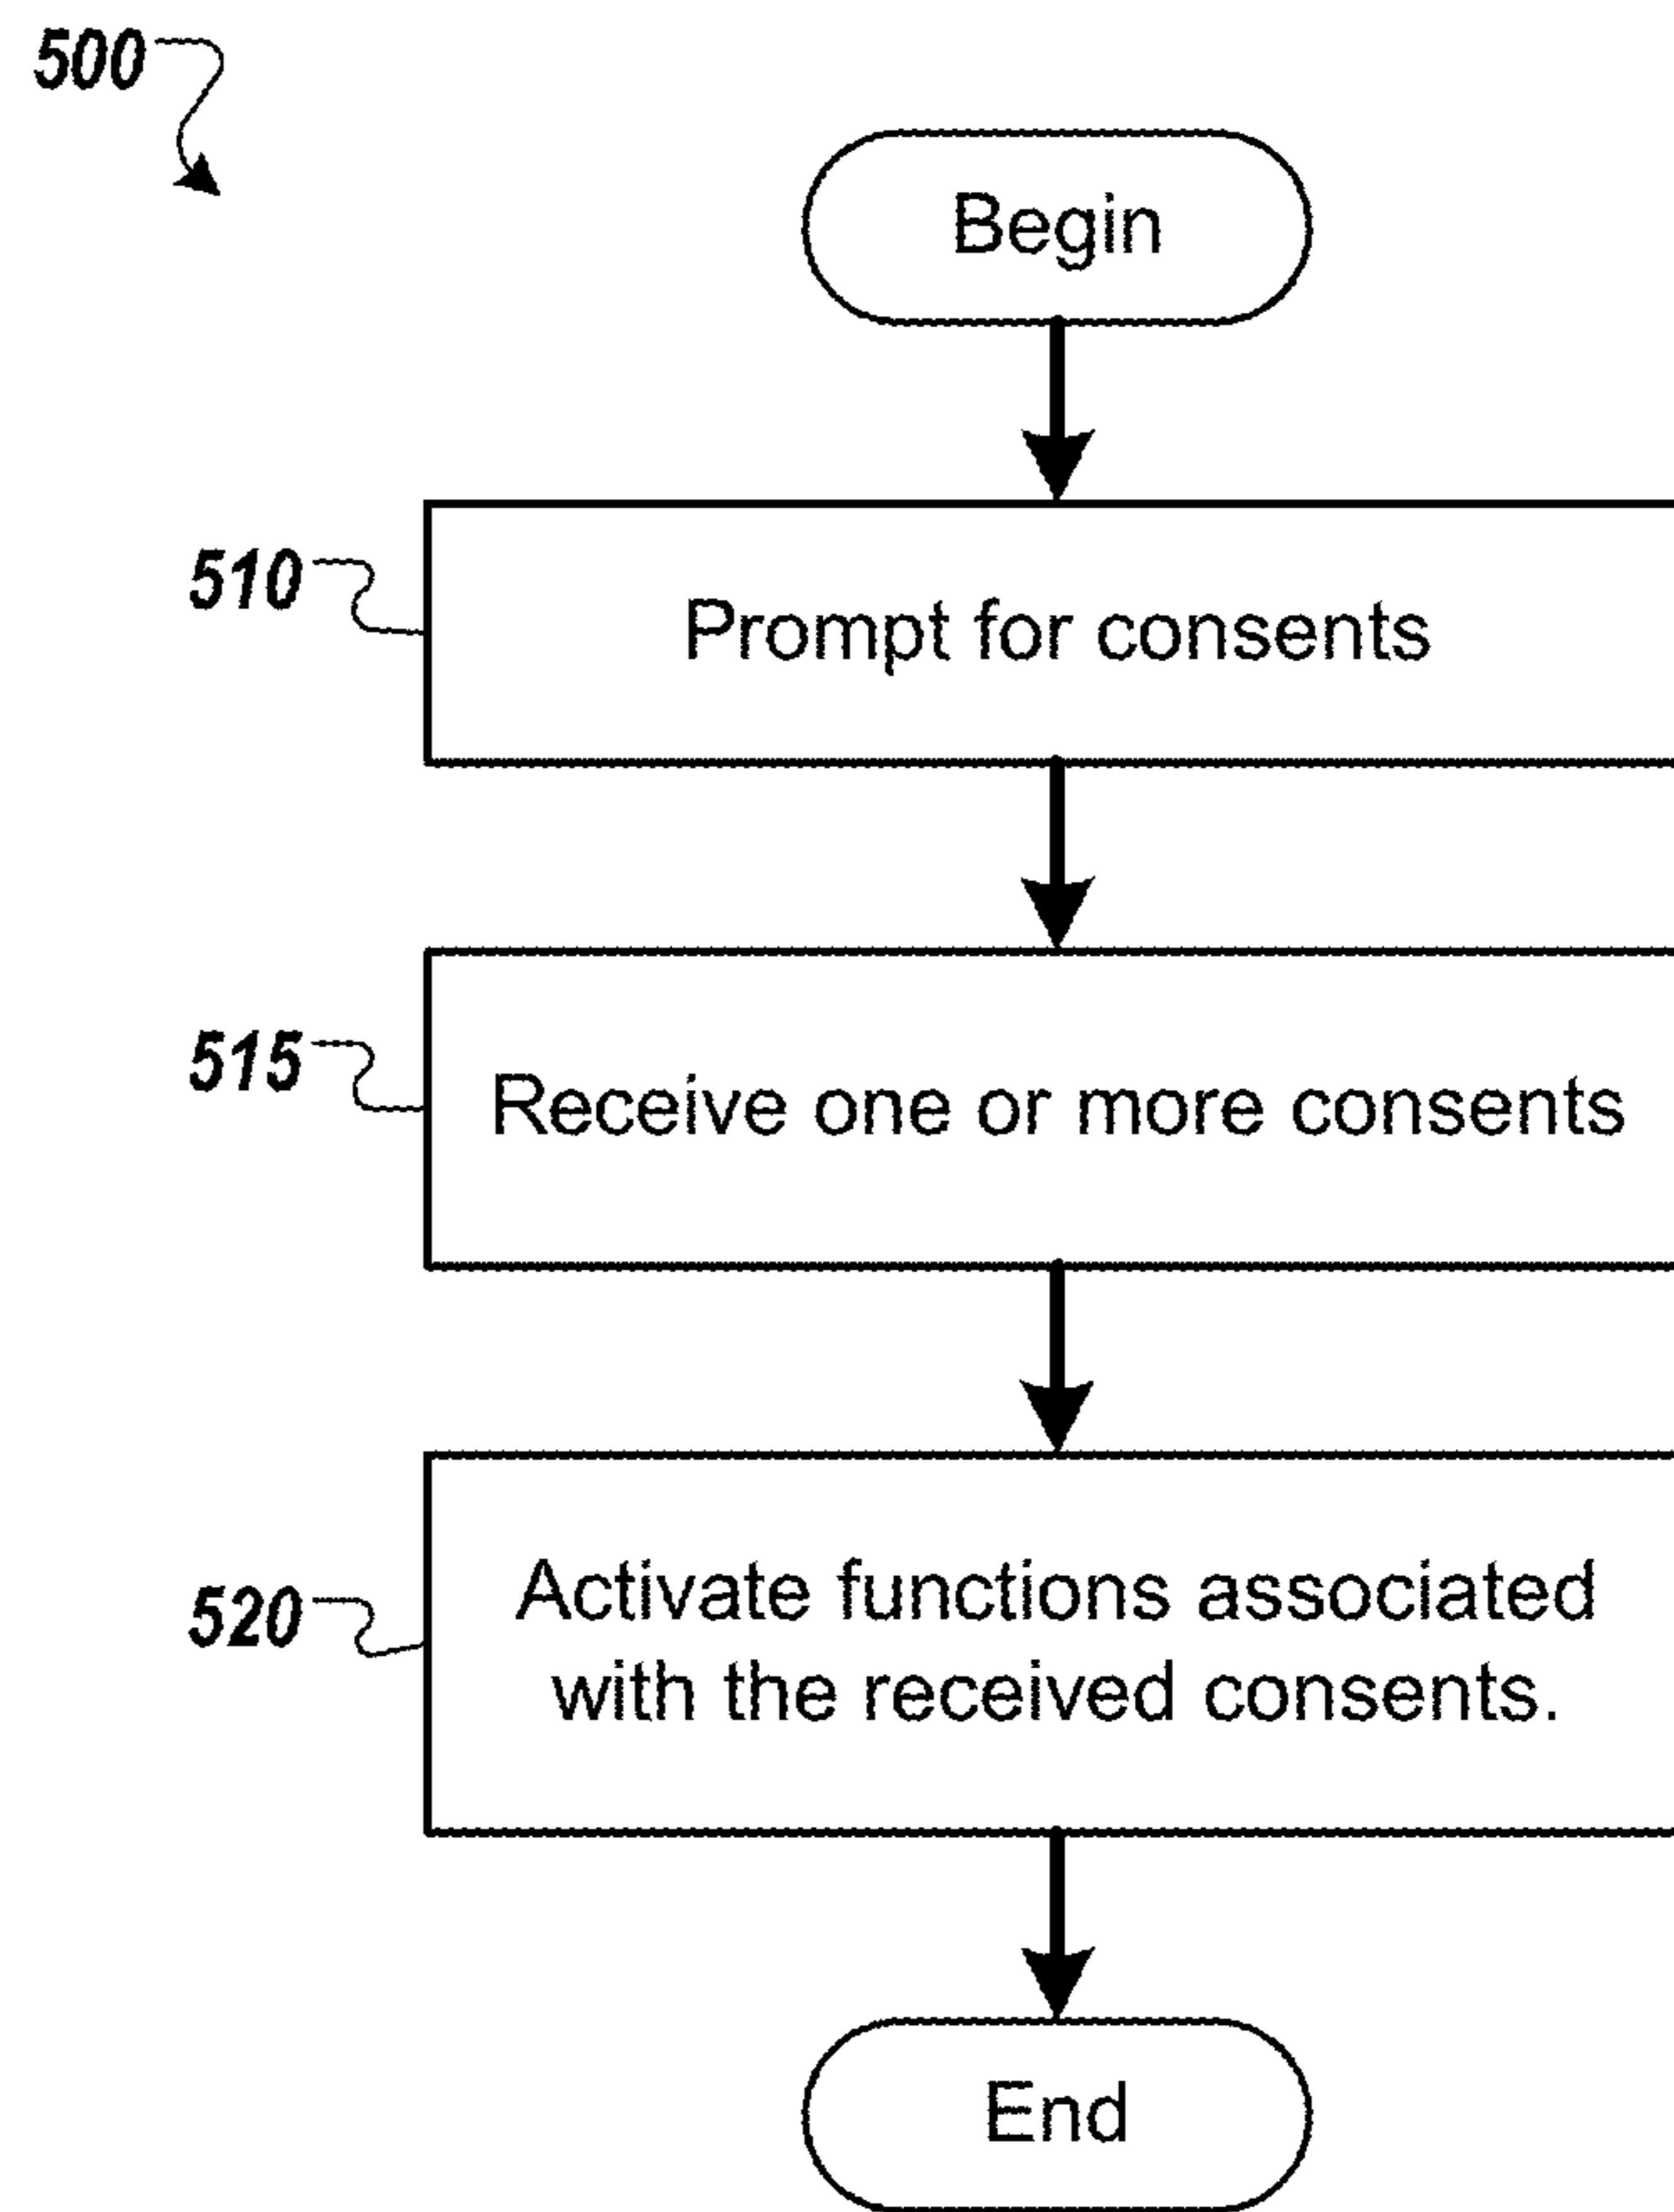 500
Begin
510
Prompt for consents
515
Receive one or more consents
520
Activate functions associated
with the received consents.
End